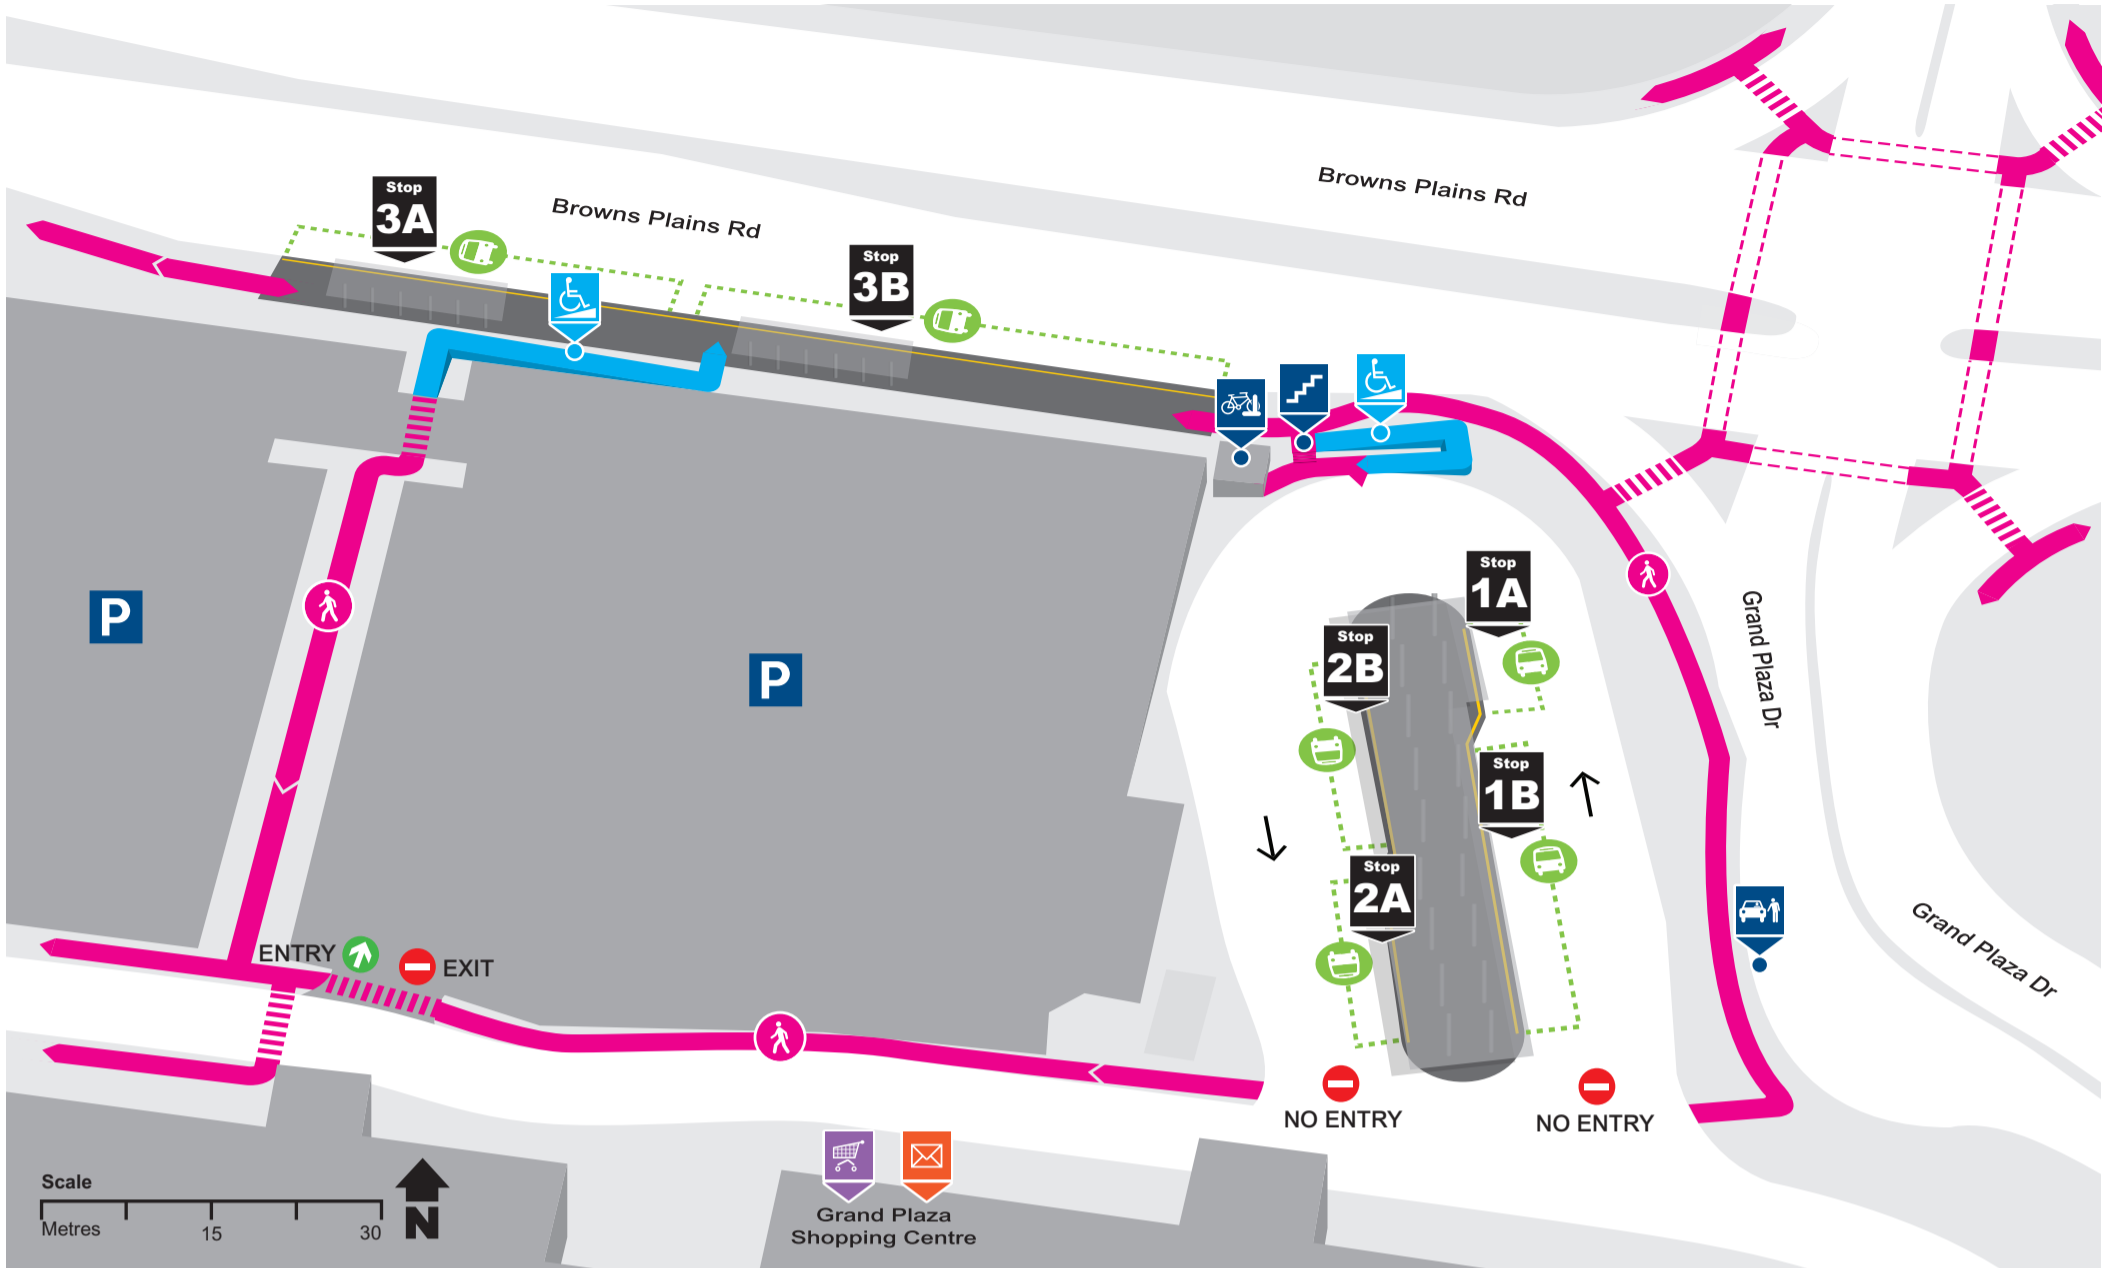 Browns Plains Rd
Stop
3A
Browns Plains Rd
Stop
3B
Stop
1A
Stop
2B
P
P
Grand Plaza Dr
Stop
1B
Stop
2A
Grand Plaza Dr
ENTRY
EXIT
NO ENTRY
NO ENTRY
Scale
Metres
15
30
N
Grand Plaza
Shopping Centre